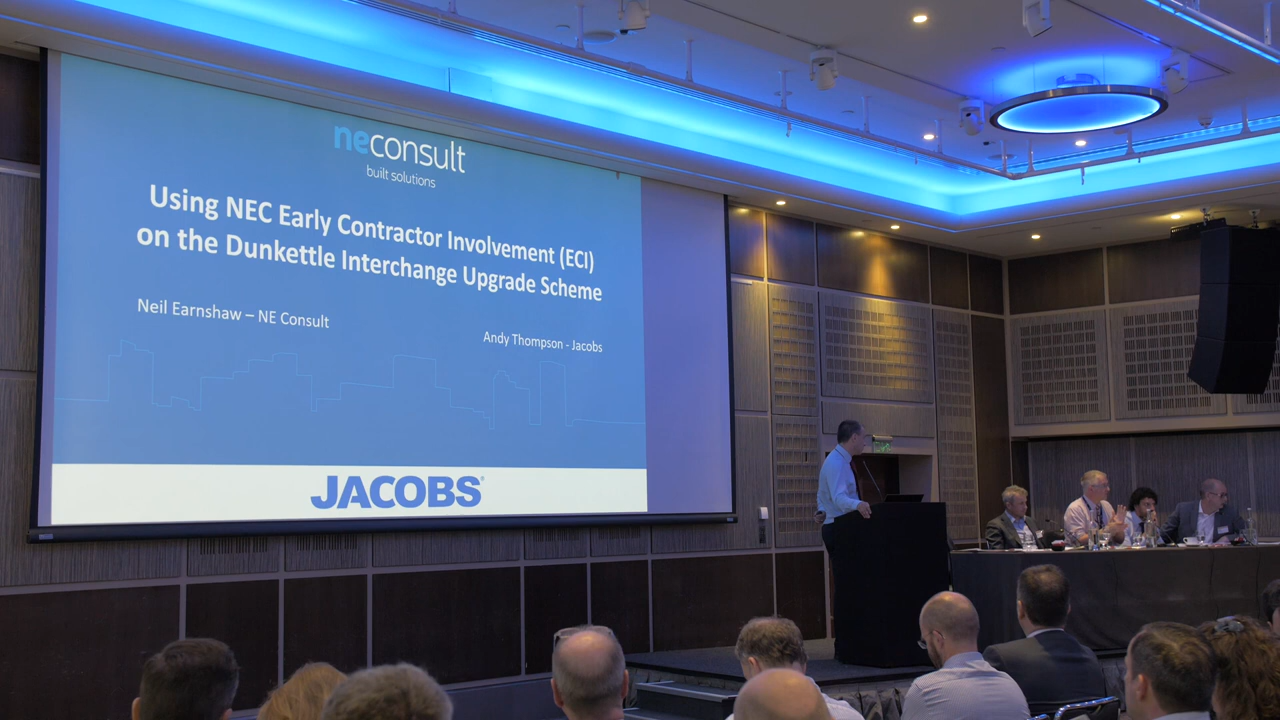 neconsult
built solutions
Using NEC Early Contractor Involvement (ECI)
on the Dunkettle Interchange Upgrade Scheme
Neil Earnshaw – NE Consult
Andy Thompson - Jacobs
JACOBS®